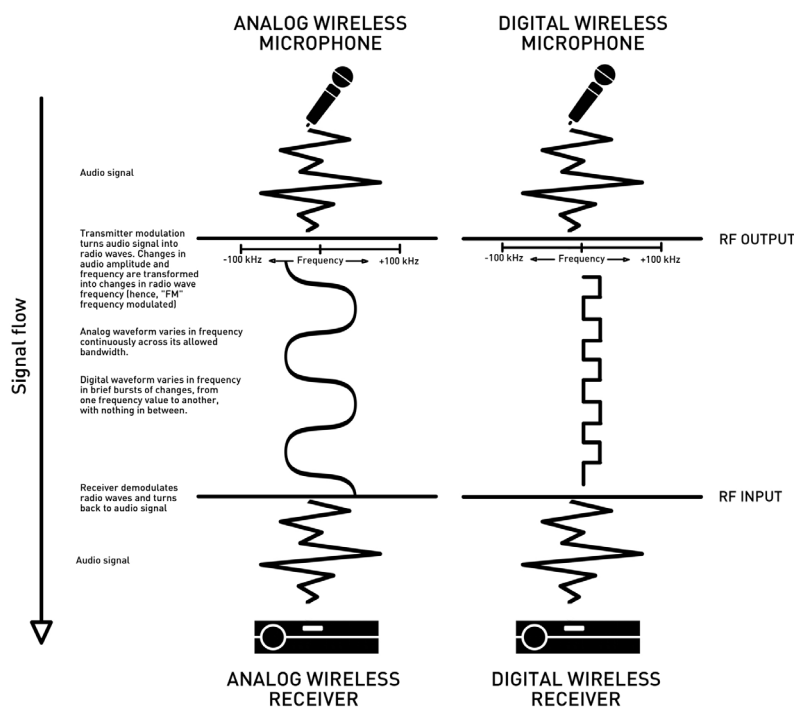 ANALOG WIRELESS
MICROPHONE
DIGITAL WIRELESS
MICROPHONE
Signal flow
Audio signal
Transmitter modulation
turns audio signal into
radio waves. Changes in
audio amplitude and
frequency are transformed
into changes in radio wave
frequency (hence, "FM"
frequency modulated)
RF OUTPUT
-100 kHz Frequency +100 kHz
-100 kHz Frequency +100 kHz
Analog waveform varies in frequency
continuously across its allowed
bandwidth.
Digital waveform varies in frequency
in brief bursts of changes, from
one frequency value to another,
with nothing in between.
Receiver demodulates
radio waves and turns
back to audio signal
RF INPUT
Audio signal
ANALOG WIRELESS
RECEIVER
DIGITAL WIRELESS
RECEIVER